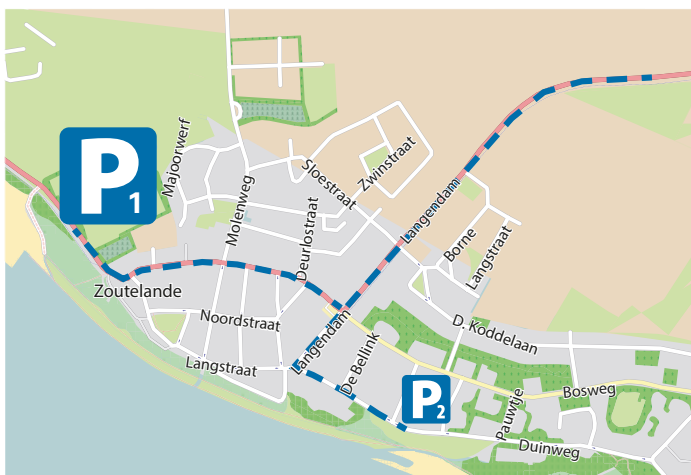 Majoorwerf
Zwinstraat
Sloestraat
P1
Molenweg
Deurlostraat
Langendam
Borne
Langstraat
Zoutelande
Noordstraat
Langendam
D. Koddelaan
Langstraat
De Bellink
P2
Pauwtje
Bosweg
Duinweg